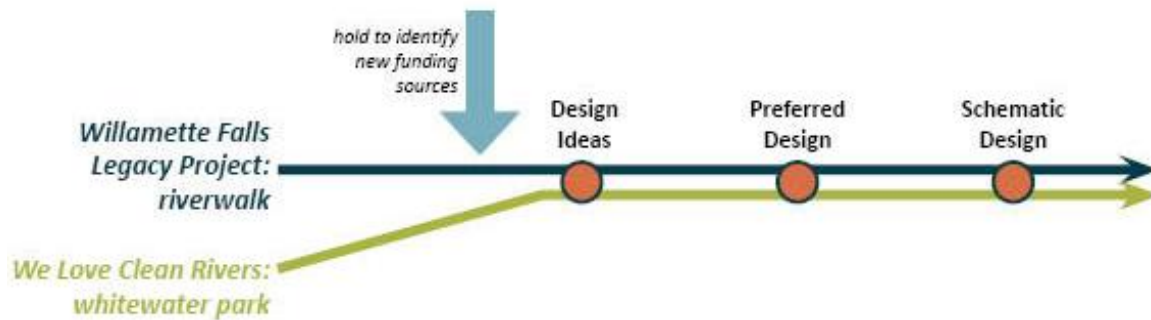 hold to identify
new funding
sources
Design
Ideas
Preferred
Design
Schematic
Design
Willamette Falls
Legacy Project:
riverwalk
We Love Clean Rivers:
whitewater park